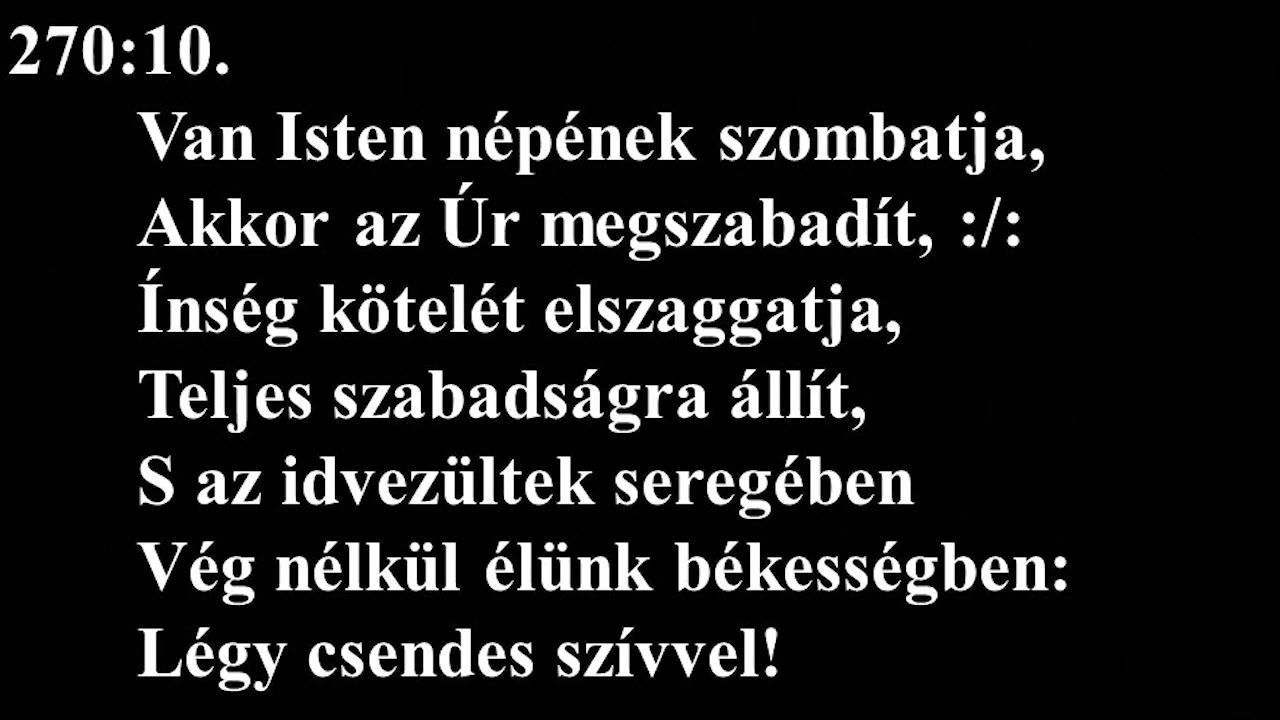 270:10.
Van Isten népének szombatja,
Akkor az Úr megszabadít, :/:
Ínség kötelét elszaggatja,
Teljes szabadságra állít,
S az idvezültek seregében
Vég nélkül élünk békességben:
Légy csendes szívvel!